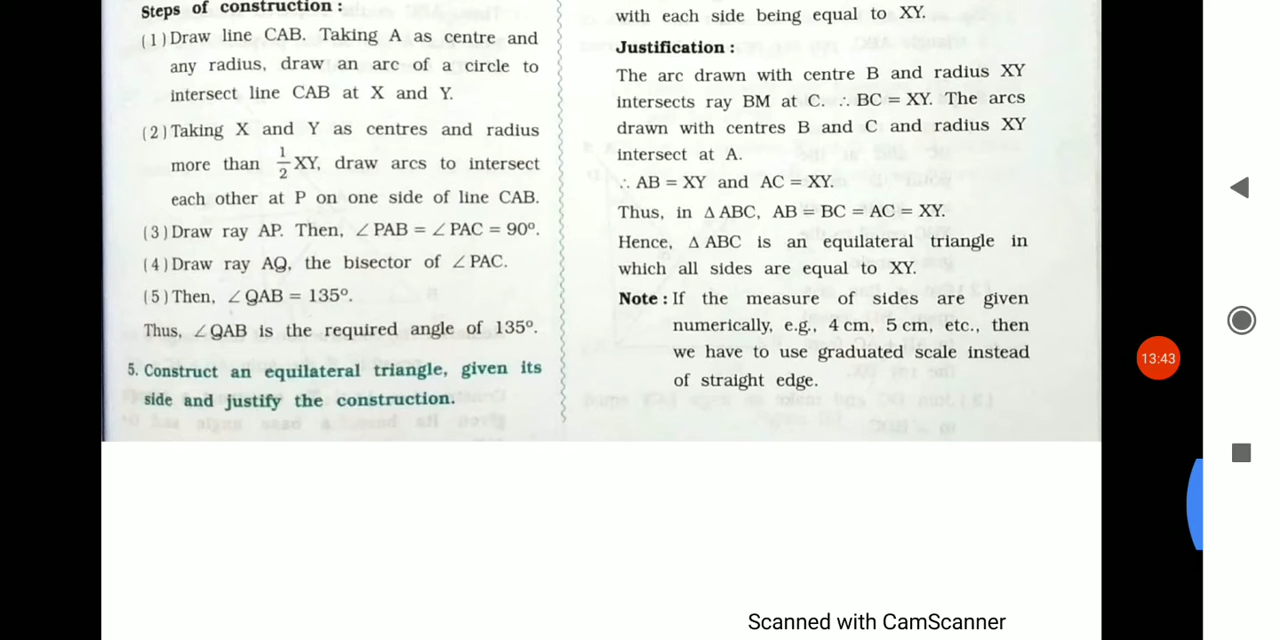 Steps of construction :
(1) Draw line CAB. Taking A as centre and
any radius, draw an arc of a circle to
intersect line CAB at X and Y.
(2) Taking X and Y as centres and radius
more than 1/2 XY, draw arcs to intersect
each other at P on one side of line CAB.
(3) Draw ray AP. Then, ∠ PAB = ∠ PAC = 90°.
(4) Draw ray AQ, the bisector of ∠ PAC.
(5) Then, ∠ QAB = 135°.
Thus, ∠ QAB is the required angle of 135°.
5. Construct an equilateral triangle, given its
side and justify the construction.
with each side being equal to XY.
Justification :
The arc drawn with centre B and radius XY
intersects ray BM at C. ∴ BC = XY. The arcs
drawn with centres B and C and radius XY
intersect at A.
∴ AB = XY and AC = XY.
Thus, in Δ ABC, AB = BC = AC = XY.
Hence, Δ ABC is an equilateral triangle in
which all sides are equal to XY.
Note : If the measure of sides are given
numerically, e.g., 4 cm, 5 cm, etc., then
we have to use graduated scale instead
of straight edge.
13:43
Scanned with CamScanner